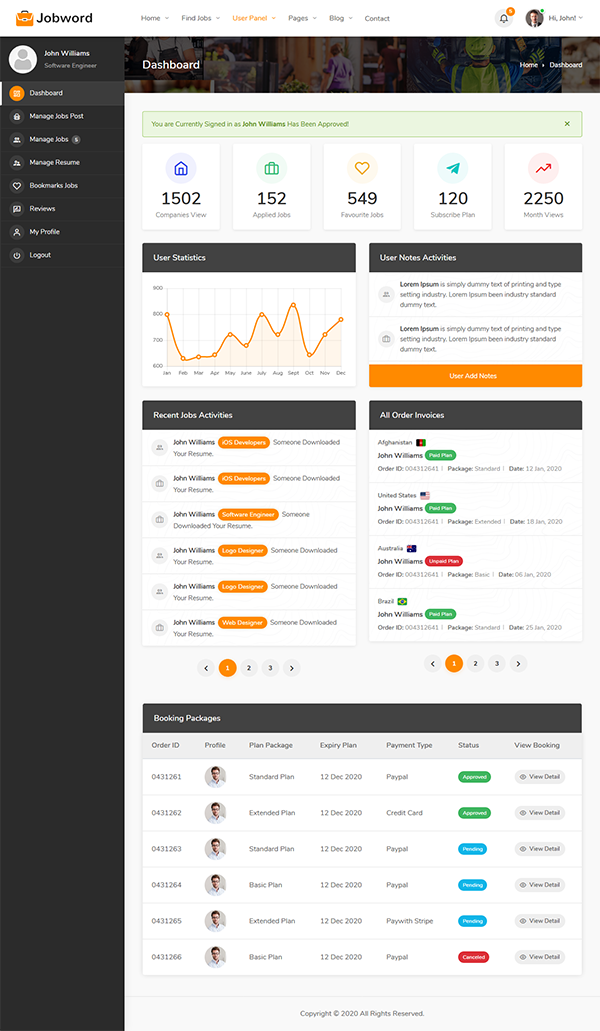 Jobword
Home Find Jobs User Panel Pages Blog Contact
5
Hi, John!
John Williams
Software Engineer
Dashboard
Manage Jobs Post
Manage Jobs 5
Manage Resume
Bookmarks Jobs
Reviews
My Profile
Logout
Dashboard
Home Dashboard
You are Currently Signed in as John Williams Has Been Approved! ×
1502
Companies View
152
Applied Jobs
549
Favourite Jobs
120
Subscribe Plan
2250
Month Views
User Statistics
900
800
700
600
Jan Feb Mar Apr May June July Aug Sept Oct Nov Dec
User Notes Activities
Lorem Ipsum is simply dummy text of printing and type
setting industry. Lorem Ipsum been industry standard
dummy text.
Lorem Ipsum is simply dummy text of printing and type
setting industry. Lorem Ipsum been industry standard
dummy text.
User Add Notes
Recent Jobs Activities
John Williams iOS Developers Someone Downloaded
Your Resume.
John Williams iOS Developers Someone Downloaded
Your Resume.
John Williams Software Engineer Someone
Downloaded Your Resume.
John Williams Logo Designer Someone Downloaded
Your Resume.
John Williams Logo Designer Someone Downloaded
Your Resume.
John Williams Web Designer Someone Downloaded
Your Resume.
1 2 3
All Order Invoices
Afghanistan
John Williams Paid Plan
Order ID: 004312641 Package: Standard Date: 12 Jan, 2020
United States
John Williams Paid Plan
Order ID: 004312641 Package: Extended Date: 18 Jan, 2020
Australia
John Williams Unpaid Plan
Order ID: 004312641 Package: Basic Date: 06 Jan, 2020
Brazil
John Williams Paid Plan
Order ID: 004312641 Package: Standard Date: 25 Jan, 2020
1 2 3
Booking Packages
Order ID Profile Plan Package Expiry Plan Payment Type Status View Booking
0431261 Standard Plan 12 Dec 2020 Paypal Approved View Detail
0431262 Extended Plan 12 Dec 2020 Credit Card Approved View Detail
0431263 Standard Plan 12 Dec 2020 Paypal Pending View Detail
0431264 Basic Plan 12 Dec 2020 Paypal Pending View Detail
0431265 Extended Plan 12 Dec 2020 Paywith Stripe Pending View Detail
0431266 Basic Plan 12 Dec 2020 Paypal Canceled View Detail
Copyright © 2020 All Rights Reserved.